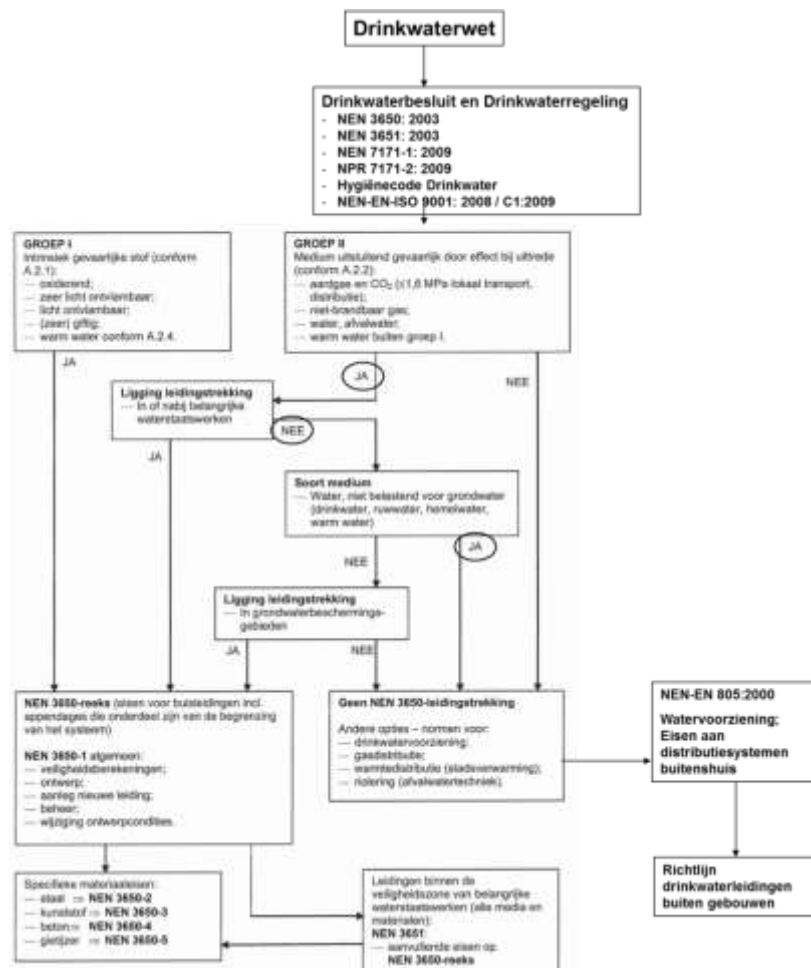 Drinkwaterwet
Drinkwaterbesluit en Drinkwaterregeling
- NEN 3650: 2003
- NEN 3651: 2003
- NEN 7171-1: 2009
- NPR 7171-2: 2009
- Hygiënecode Drinkwater
- NEN-EN-ISO 9001: 2008 / C1:2009
GROEP I
Intrinsiek gevaarlijke stof (conform
A.2.1):
— oxiderend;
— zeer licht ontvlambaar;
— licht ontvlambaar;
— (zeer) giftig;
— warm water conform A.2.4.
GROEP II
Medium uitsluitend gevaarlijk door effect bij uittrede
(conform A.2.2):
— aardgas en CO₂ (≤1,6 MPa lokaal transport,
distributie);
— niet-brandbaar gas;
— water, afvalwater;
— warm water buiten groep I.
JA
JA
NEE
Ligging leidingstrekking
— In of nabij belangrijke
waterstaatswerken
NEE
JA
Soort medium
— Water, niet belastend voor grondwater
(drinkwater, ruwwater, hemelwater,
warm water)
JA
NEE
Ligging leidingstrekking
— In grondwaterbeschermings-
gebieden
JA
NEE
NEN 3650-reeks (eisen voor buisleidingen incl.
appendages die onderdeel zijn van de begrenzing
van het systeem)
NEN 3650-1 algemeen:
— veiligheidsberekeningen;
— ontwerp;
— aanleg nieuwe leiding;
— beheer;
— wijziging ontwerpcondities.
Geen NEN 3650-leidingstrekking
Andere opties – normen voor:
— drinkwatervoorziening;
— gasdistributie;
— warmtedistributie (stadsverwarming);
— riolering (afvalwatertechniek).
NEN-EN 805:2000
Watervoorziening;
Eisen aan
distributiesystemen
buitenshuis
Specifieke materiaaleisen:
— staal ⇒ NEN 3650-2
— kunststof ⇒ NEN 3650-3
— beton ⇒ NEN 3650-4
— gietijzer ⇒ NEN 3650-5
Leidingen binnen de
veiligheidszone van belangrijke
waterstaatswerken (alle media en
materialen):
NEN 3651:
— aanvullende eisen op
NEN 3650-reeks
Richtlijn
drinkwaterleidingen
buiten gebouwen